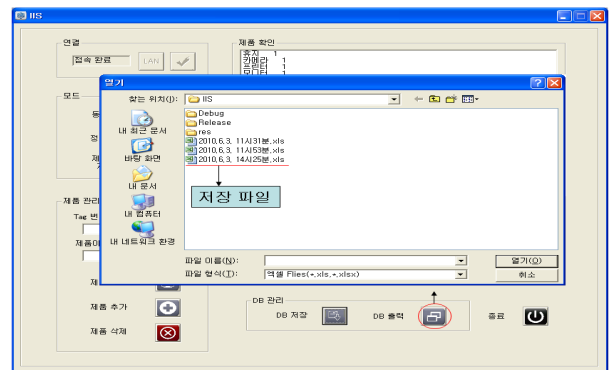 IIS
연결
접속 완료
LAN
제품 확인
휴지 1
카메라 1
프린터 1
모니터 1
열기
모드
찾는 위치(I):
IIS
내 최근 문서
바탕 화면
내 문서
내 컴퓨터
내 네트워크 환경
Debug
Release
res
2010,6,3, 11시31분.xls
2010,6,3, 11시53분.xls
2010,6,3, 14시25분.xls
저장 파일
제품 관리
Tag 번
제품이
파일 이름(N):
열기(O)
파일 형식(T):
엑셀 Flies(*.xls,*.xlsx)
취소
제품 추가
제품 삭제
DB 관리
DB 저장
DB 출력
종료